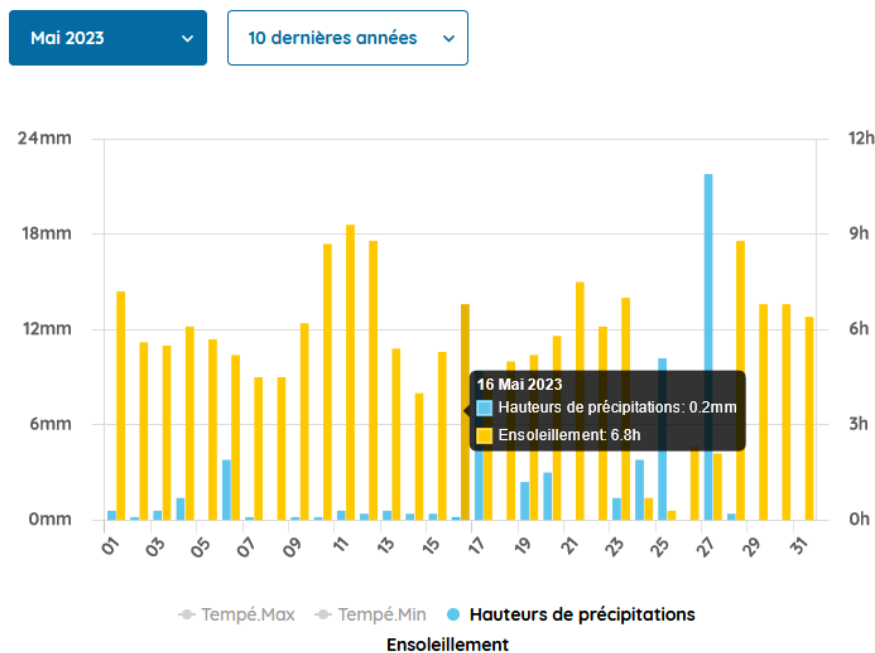 Mai 2023
10 dernières années
24mm
12h
18mm
9h
12mm
6h
16 Mai 2023
Hauteurs de précipitations: 0.2mm
6mm
3h
Ensoleillement: 6.8h
0mm
0h
01 03 05 07 09 11 13 15 17 19 21 23 25 27 29 31
Tempé.Max Tempé.Min Hauteurs de précipitations
Ensoleillement